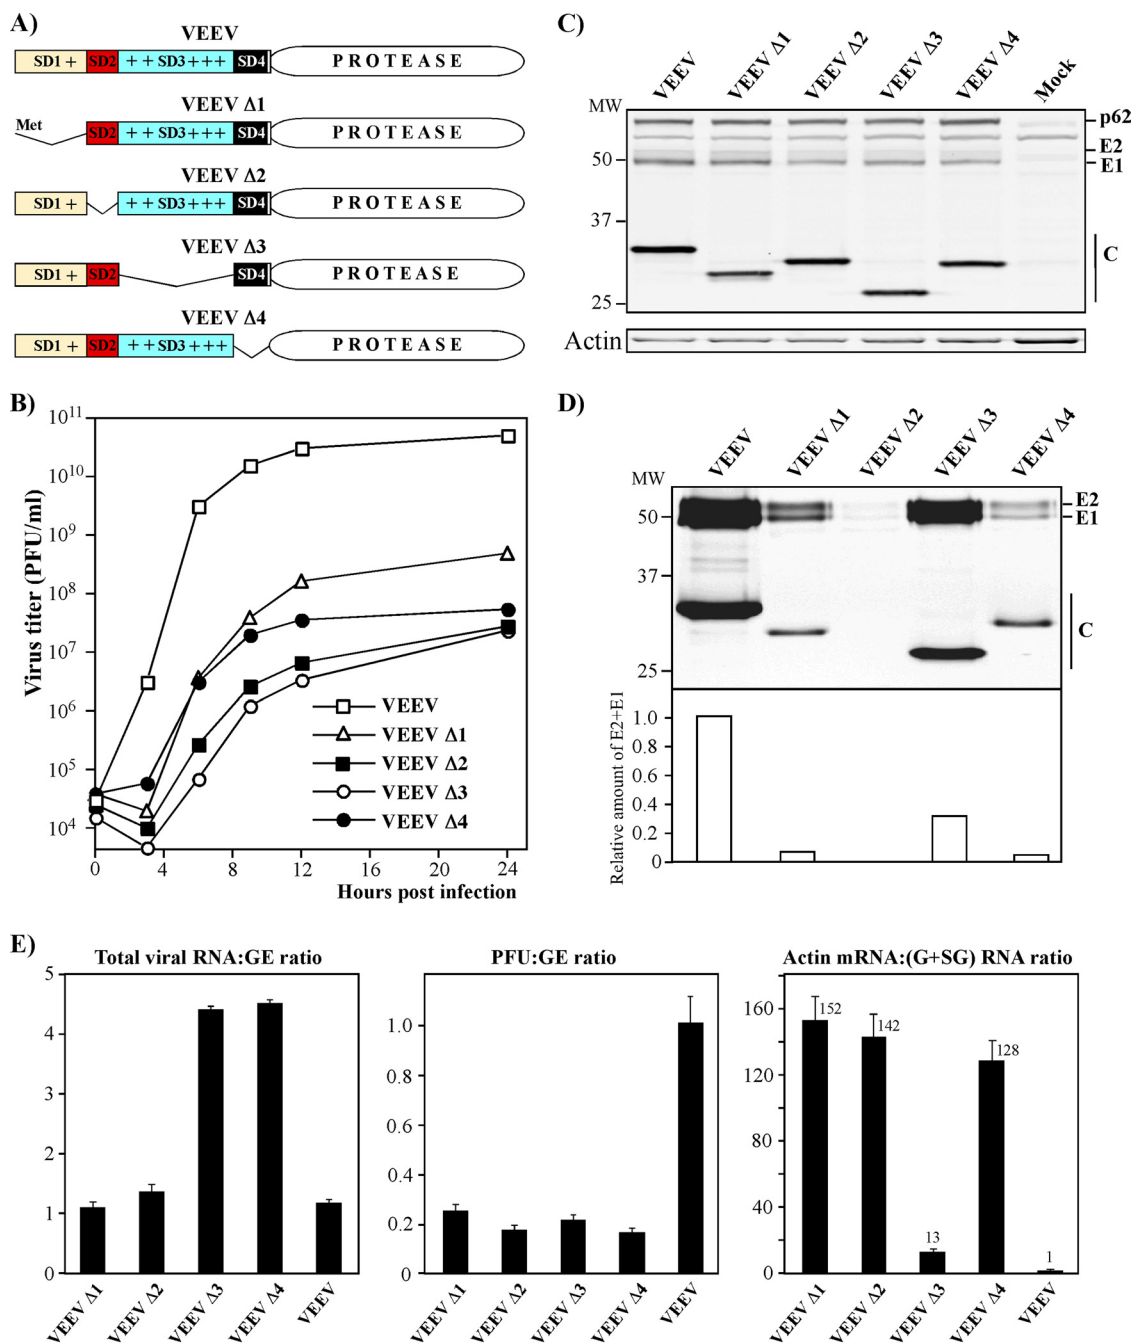 A)
VEEV
SD1 + SD2 + + SD3 + + + SD4 PROTEASE
VEEV Δ1
Met SD2 + + SD3 + + + SD4 PROTEASE
VEEV Δ2
SD1 + + + SD3 + + + SD4 PROTEASE
VEEV Δ3
SD1 + SD2 SD4 PROTEASE
VEEV Δ4
SD1 + SD2 + + SD3 + + + PROTEASE
B)
Virus titer (PFU/ml)
10¹¹
10¹⁰
10⁹
10⁸
10⁷
10⁶
10⁵
10⁴
VEEV
VEEV Δ1
VEEV Δ2
VEEV Δ3
VEEV Δ4
0 4 8 12 16 20 24
Hours post infection
C)
VEEV VEEV Δ1 VEEV Δ2 VEEV Δ3 VEEV Δ4 Mock
MW
50
37
25
p62
E2
E1
C
Actin
D)
VEEV VEEV Δ1 VEEV Δ2 VEEV Δ3 VEEV Δ4
MW
50
37
25
E2
E1
C
Relative amount of E2+E1
1.0
0.8
0.6
0.4
0.2
0
E)
Total viral RNA:GE ratio
5
4
3
2
1
0
VEEV Δ1 VEEV Δ2 VEEV Δ3 VEEV Δ4 VEEV
PFU:GE ratio
1.0
0.8
0.6
0.4
0.2
0
VEEV Δ1 VEEV Δ2 VEEV Δ3 VEEV Δ4 VEEV
Actin mRNA:(G+SG) RNA ratio
160
120
80
40
0
152 142 13 128 1
VEEV Δ1 VEEV Δ2 VEEV Δ3 VEEV Δ4 VEEV